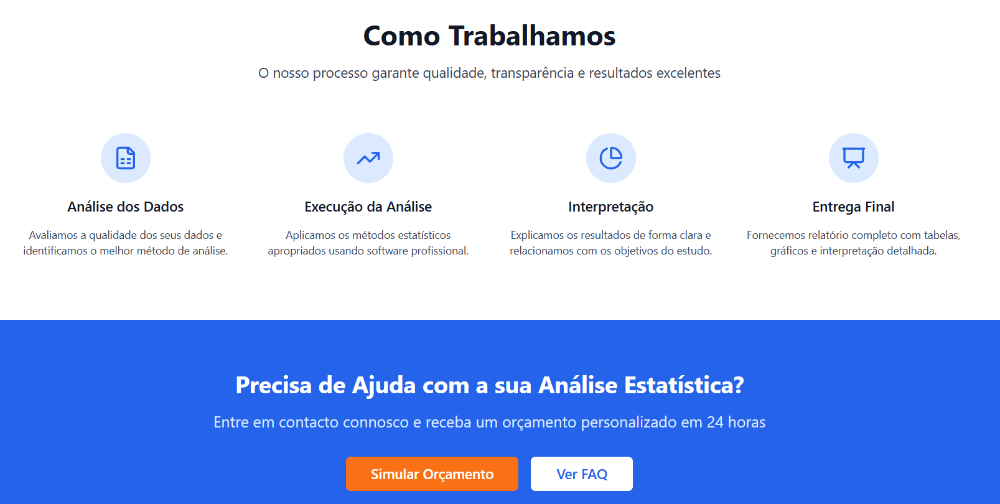 Como Trabalhamos
O nosso processo garante qualidade, transparência e resultados excelentes
Análise dos Dados
Avaliamos a qualidade dos seus dados e
identificamos o melhor método de análise.
Execução da Análise
Aplicamos os métodos estatísticos
apropriados usando software profissional.
Interpretação
Explicamos os resultados de forma clara e
relacionamos com os objetivos do estudo.
Entrega Final
Fornecemos relatório completo com tabelas,
gráficos e interpretação detalhada.
Precisa de Ajuda com a sua Análise Estatística?
Entre em contacto connosco e receba um orçamento personalizado em 24 horas
Simular Orçamento
Ver FAQ